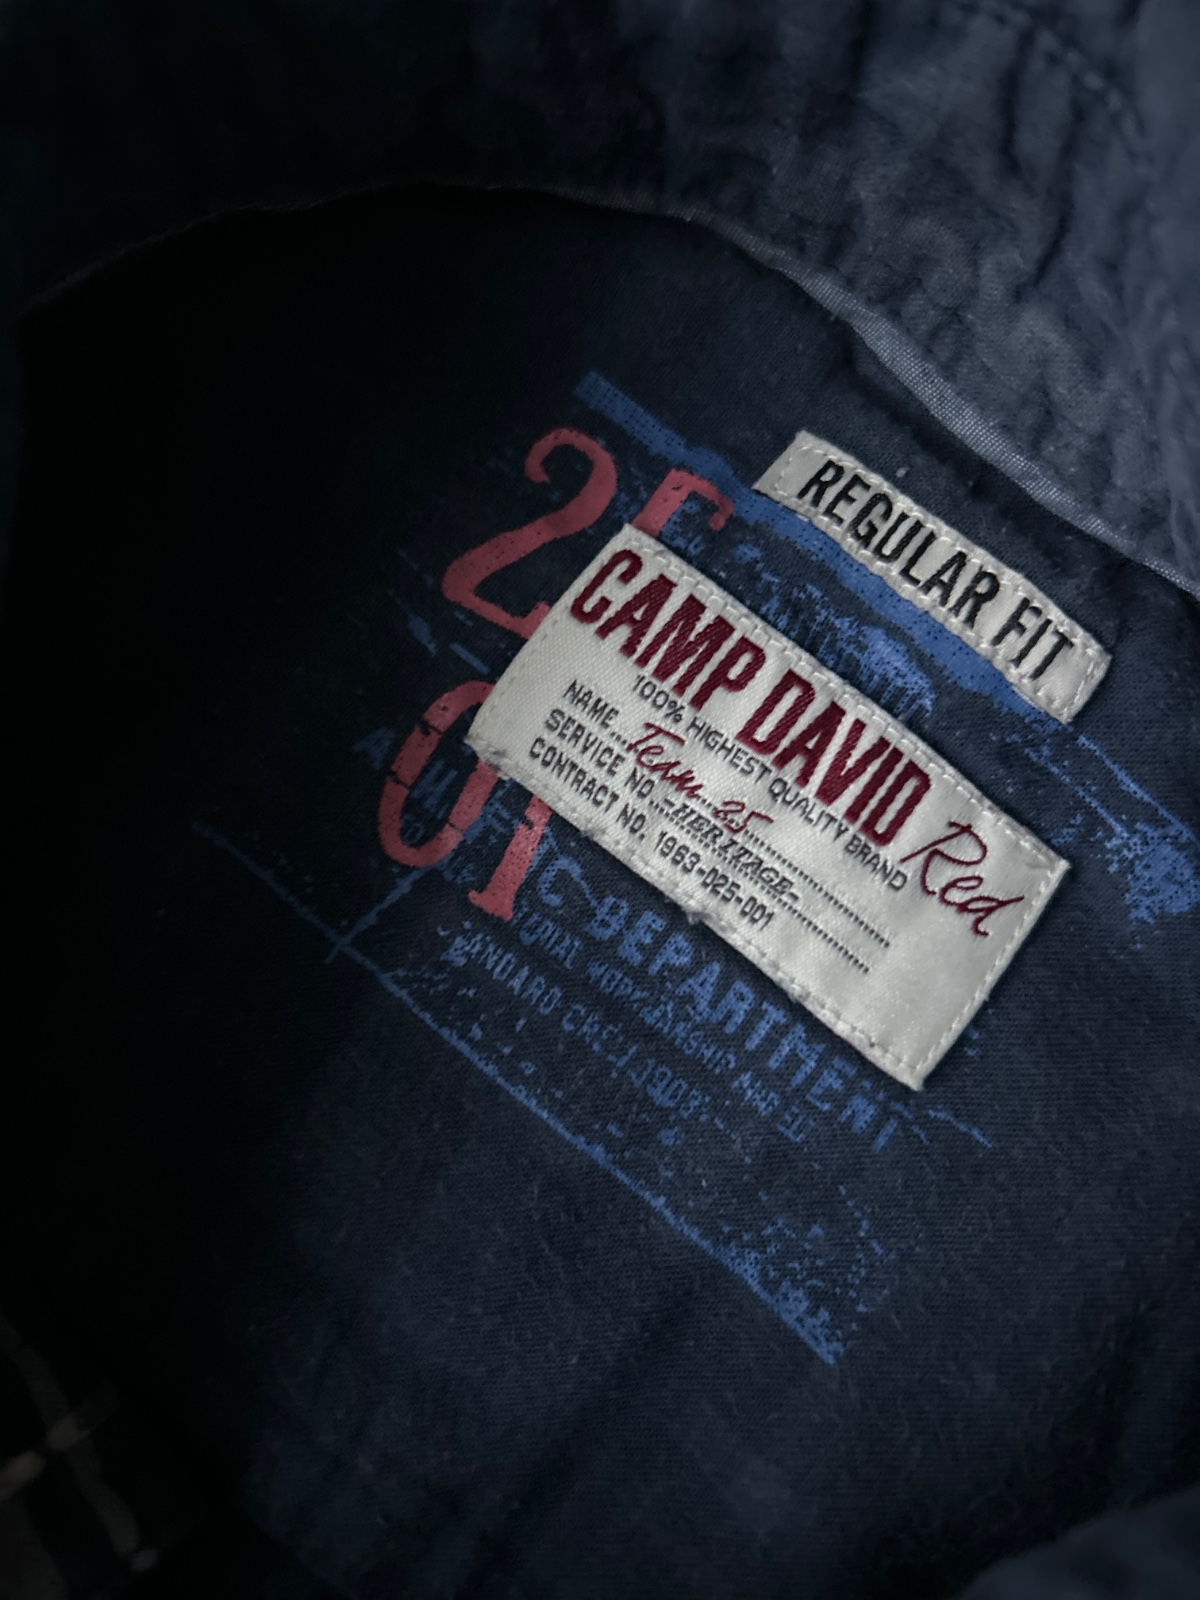 REGULAR FIT
25
CAMP DAVID Red
100% HIGHEST QUALITY BRAND
NAME... Team 25
SERVICE NO...-HERITAGE-
CONTRACT NO. 1963-025-001
01
DEPARTMENT